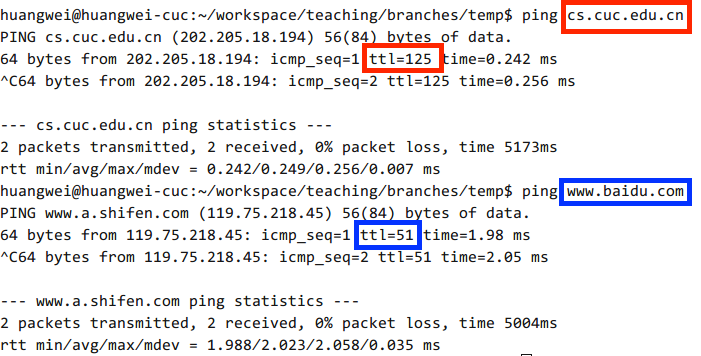 huangwei@huangwei-cuc:~/workspace/teaching/branches/temp$ ping cs.cuc.edu.cn
PING cs.cuc.edu.cn (202.205.18.194) 56(84) bytes of data.
64 bytes from 202.205.18.194: icmp_seq=1 ttl=125 time=0.242 ms
^C64 bytes from 202.205.18.194: icmp_seq=2 ttl=125 time=0.256 ms
--- cs.cuc.edu.cn ping statistics ---
2 packets transmitted, 2 received, 0% packet loss, time 5173ms
rtt min/avg/max/mdev = 0.242/0.249/0.256/0.007 ms
huangwei@huangwei-cuc:~/workspace/teaching/branches/temp$ ping www.baidu.com
PING www.a.shifen.com (119.75.218.45) 56(84) bytes of data.
64 bytes from 119.75.218.45: icmp_seq=1 ttl=51 time=1.98 ms
^C64 bytes from 119.75.218.45: icmp_seq=2 ttl=51 time=2.05 ms
--- www.a.shifen.com ping statistics ---
2 packets transmitted, 2 received, 0% packet loss, time 5004ms
rtt min/avg/max/mdev = 1.988/2.023/2.058/0.035 ms